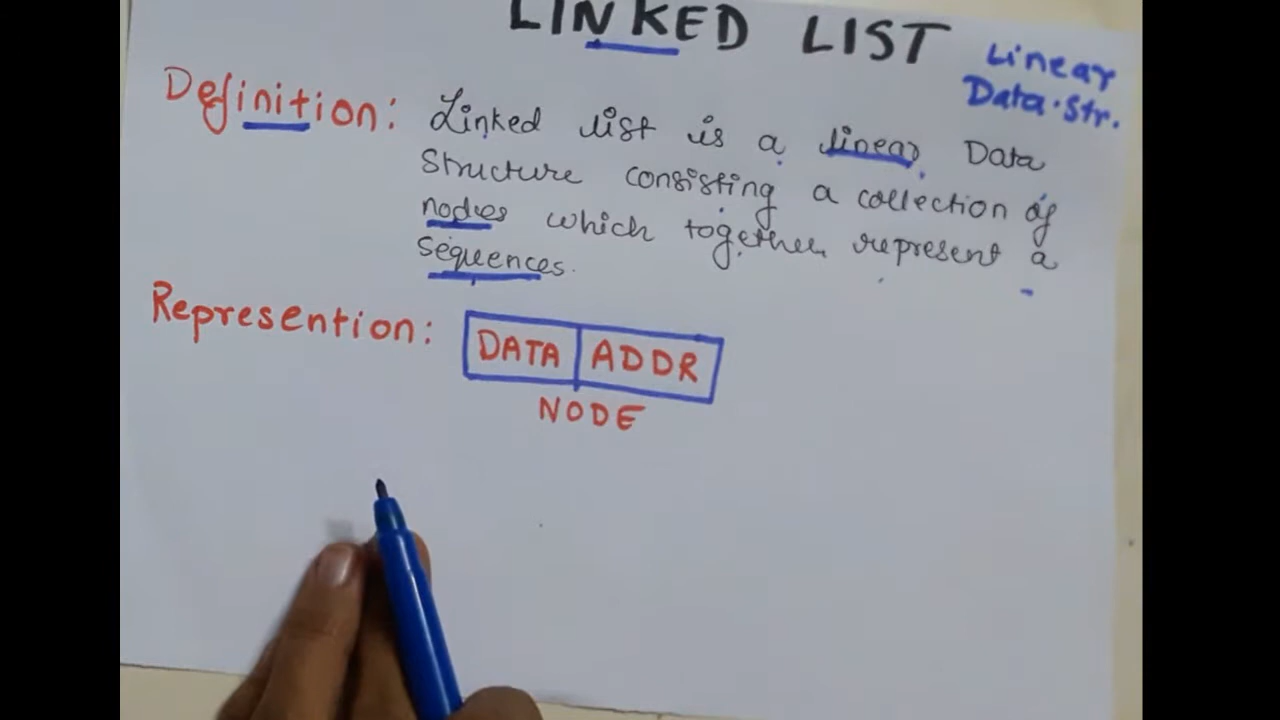 LINKED LIST
Linear
Data.Str.
Definition: Linked list is a linear Data
Structure consisting a collection of
nodes which together represent a
sequences.
Represention:
DATA ADDR
NODE